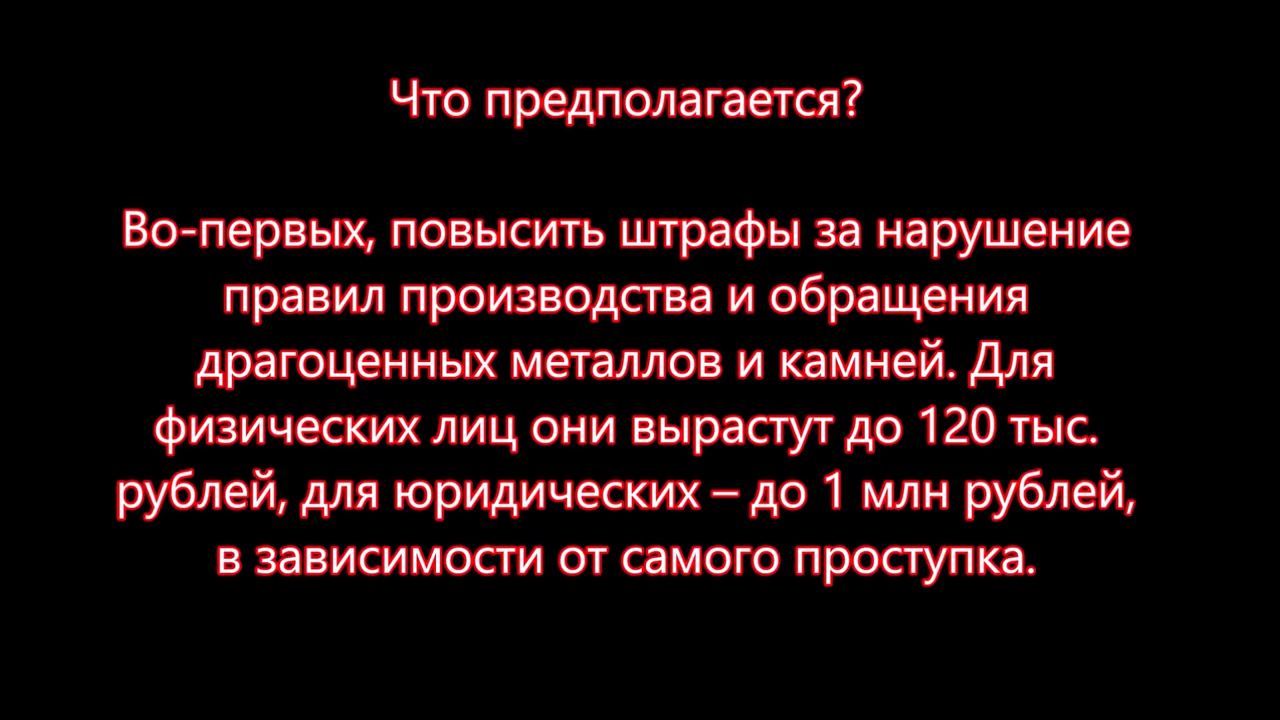 Что предполагается?
Во-первых, повысить штрафы за нарушение
правил производства и обращения
драгоценных металлов и камней. Для
физических лиц они вырастут до 120 тыс.
рублей, для юридических – до 1 млн рублей,
в зависимости от самого проступка.